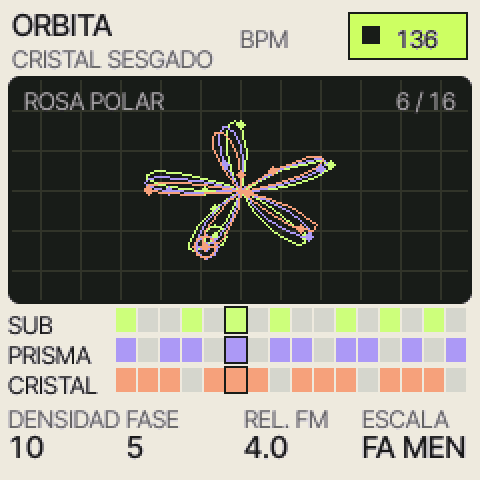 ORBITA
CRISTAL SESGADO
BPM
136
ROSA POLAR
6 / 16
SUB
PRISMA
CRISTAL
DENSIDAD FASE REL. FM ESCALA
10 5 4.0 FA MEN